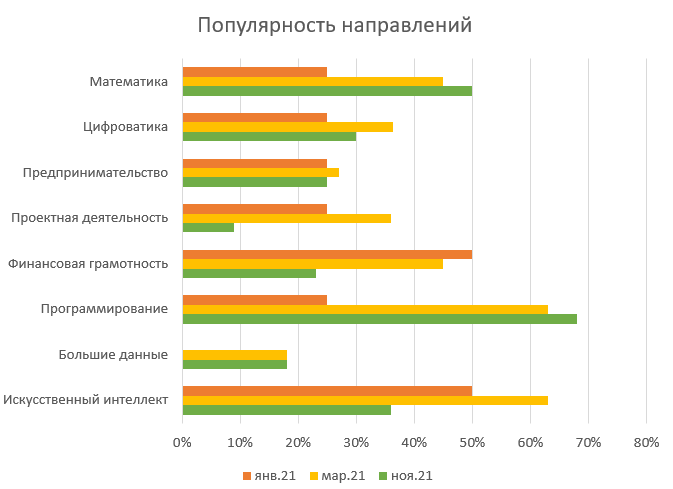 Популярность направлений
Математика
Цифроватика
Предпринимательство
Проектная деятельность
Финансовая грамотность
Программирование
Большие данные
Искусственный интеллект
0% 10% 20% 30% 40% 50% 60% 70% 80%
янв.21 мар.21 ноя.21